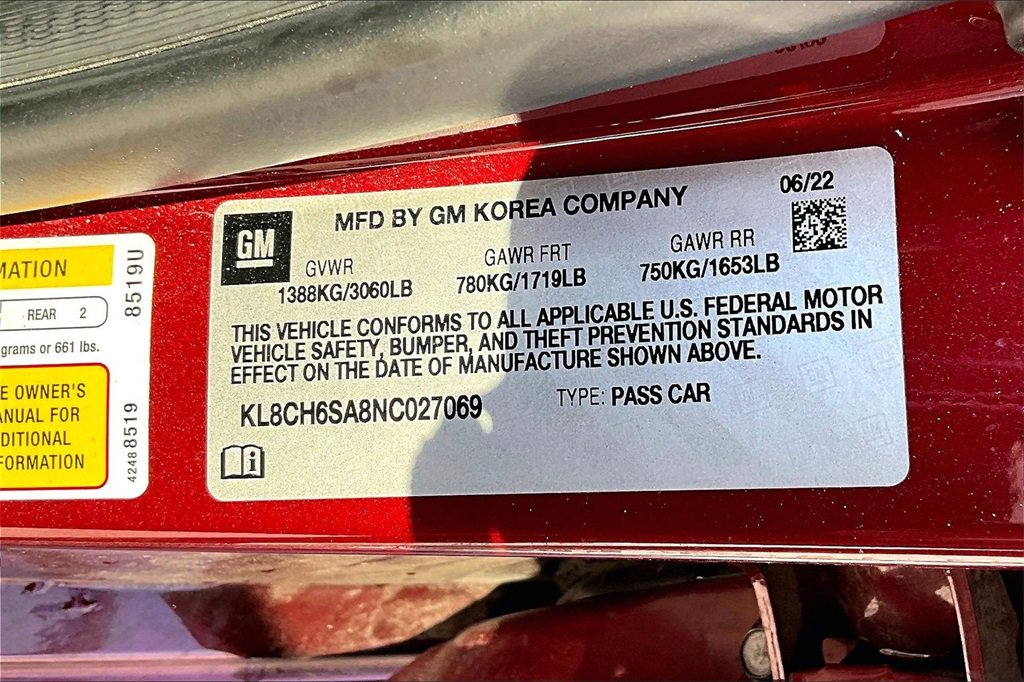 MATION
REAR 2
grams or 661 lbs.
E OWNER'S
ANUAL FOR
DDITIONAL
FORMATION
8519U
42488519
GM
MFD BY GM KOREA COMPANY
06/22
GVWR
1388KG/3060LB
GAWR FRT
780KG/1719LB
GAWR RR
750KG/1653LB
THIS VEHICLE CONFORMS TO ALL APPLICABLE U.S. FEDERAL MOTOR
VEHICLE SAFETY, BUMPER, AND THEFT PREVENTION STANDARDS IN
EFFECT ON THE DATE OF MANUFACTURE SHOWN ABOVE.
KL8CH6SA8NC027069
TYPE: PASS CAR